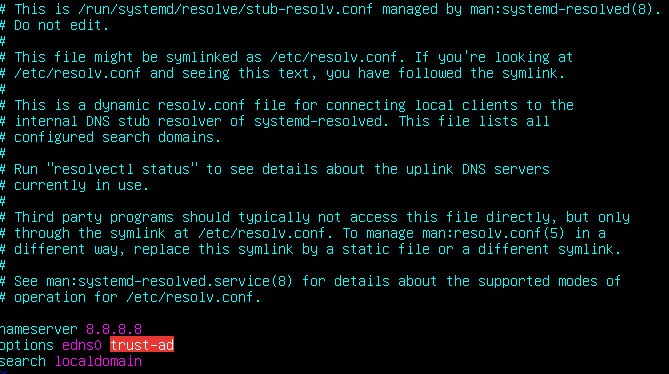 # This is /run/systemd/resolve/stub-resolv.conf managed by man:systemd-resolved(8).
# Do not edit.
#
# This file might be symlinked as /etc/resolv.conf. If you're looking at
# /etc/resolv.conf and seeing this text, you have followed the symlink.
#
# This is a dynamic resolv.conf file for connecting local clients to the
# internal DNS stub resolver of systemd-resolved. This file lists all
# configured search domains.
#
# Run "resolvectl status" to see details about the uplink DNS servers
# currently in use.
#
# Third party programs should typically not access this file directly, but only
# through the symlink at /etc/resolv.conf. To manage man:resolv.conf(5) in a
# different way, replace this symlink by a static file or a different symlink.
#
# See man:systemd-resolved.service(8) for details about the supported modes of
# operation for /etc/resolv.conf.

nameserver 8.8.8.8
options edns0 trust-ad
search localdomain